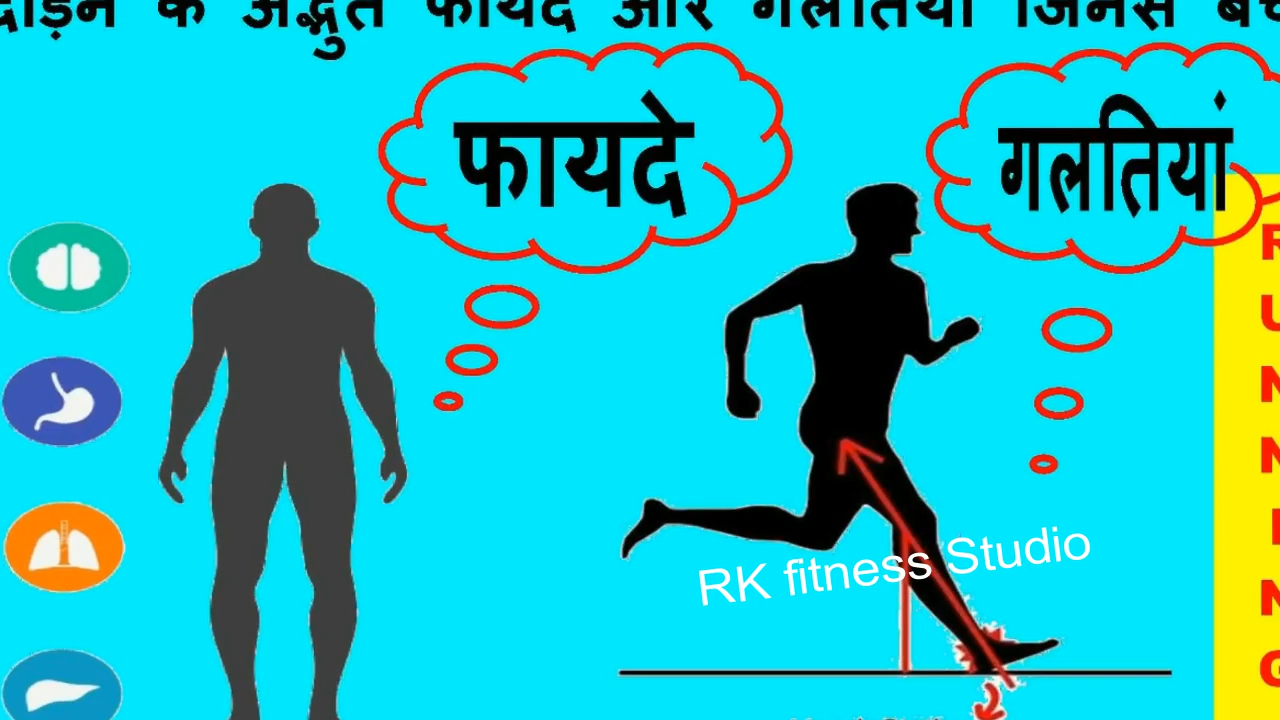 दौड़ने के अद्भुत फायदे और गलतियां जिनसे
फायदे
गलतियां
RK fitness Studio
RUNNING